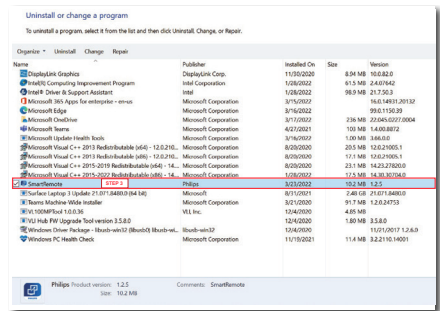 Uninstall or change a program
To uninstall a program, select it from the list and then click Uninstall, Change, or Repair.
Organize Uninstall Change Repair
Name Publisher Installed On Size Version
DisplayLink Graphics DisplayLink Corp. 11/30/2020 8.94 MB 10.0.82.0
Intel(R) Computing Improvement Program Intel Corporation 1/28/2022 61.5 MB 2.4.07642
Intel® Driver & Support Assistant Intel 1/28/2022 98.9 MB 21.7.50.3
Microsoft 365 Apps for enterprise - en-us Microsoft Corporation 3/15/2022 16.0.14931.20132
Microsoft Edge Microsoft Corporation 3/16/2022 99.0.1150.39
Microsoft OneDrive Microsoft Corporation 3/17/2022 236 MB 22.045.0227.0004
Microsoft Teams Microsoft Corporation 4/27/2021 103 MB 1.4.00.8872
Microsoft Update Health Tools Microsoft Corporation 3/16/2022 1.00 MB 3.66.0.0
Microsoft Visual C++ 2013 Redistributable (x64) - 12.0.210... Microsoft Corporation 8/20/2020 20.5 MB 12.0.21005.1
Microsoft Visual C++ 2013 Redistributable (x86) - 12.0.210... Microsoft Corporation 8/20/2020 17.1 MB 12.0.21005.1
Microsoft Visual C++ 2015-2019 Redistributable (x64) - 14... Microsoft Corporation 8/20/2020 23.1 MB 14.23.27820.0
Microsoft Visual C++ 2015-2022 Redistributable (x86) - 14... Microsoft Corporation 1/28/2022 17.5 MB 14.30.30704.0
SmartRemote STEP 3 Philips 3/23/2022 10.2 MB 1.2.5
Surface Laptop 3 Update 21.071.8480.0 (64 bit) Microsoft 8/31/2021 2.48 GB 21.071.8480.0
Teams Machine-Wide Installer Microsoft Corporation 3/21/2021 91.7 MB 1.2.0.24753
VL100MPTool 1.0.0.36 VLI, Inc. 12/4/2020 4.85 MB
VLI Hub FW Upgrade Tool version 3.5.8.0 12/4/2020 1.80 MB 3.5.8.0
Windows Driver Package - libusb-win32 (libusb0) libusb-win... libusb-win32 12/4/2020 11/21/2017 1.2.6.0
Windows PC Health Check Microsoft Corporation 11/19/2021 11.4 MB 3.2.2110.14001
Philips Product version: 1.2.5 Comments: SmartRemote
Size: 10.2 MB